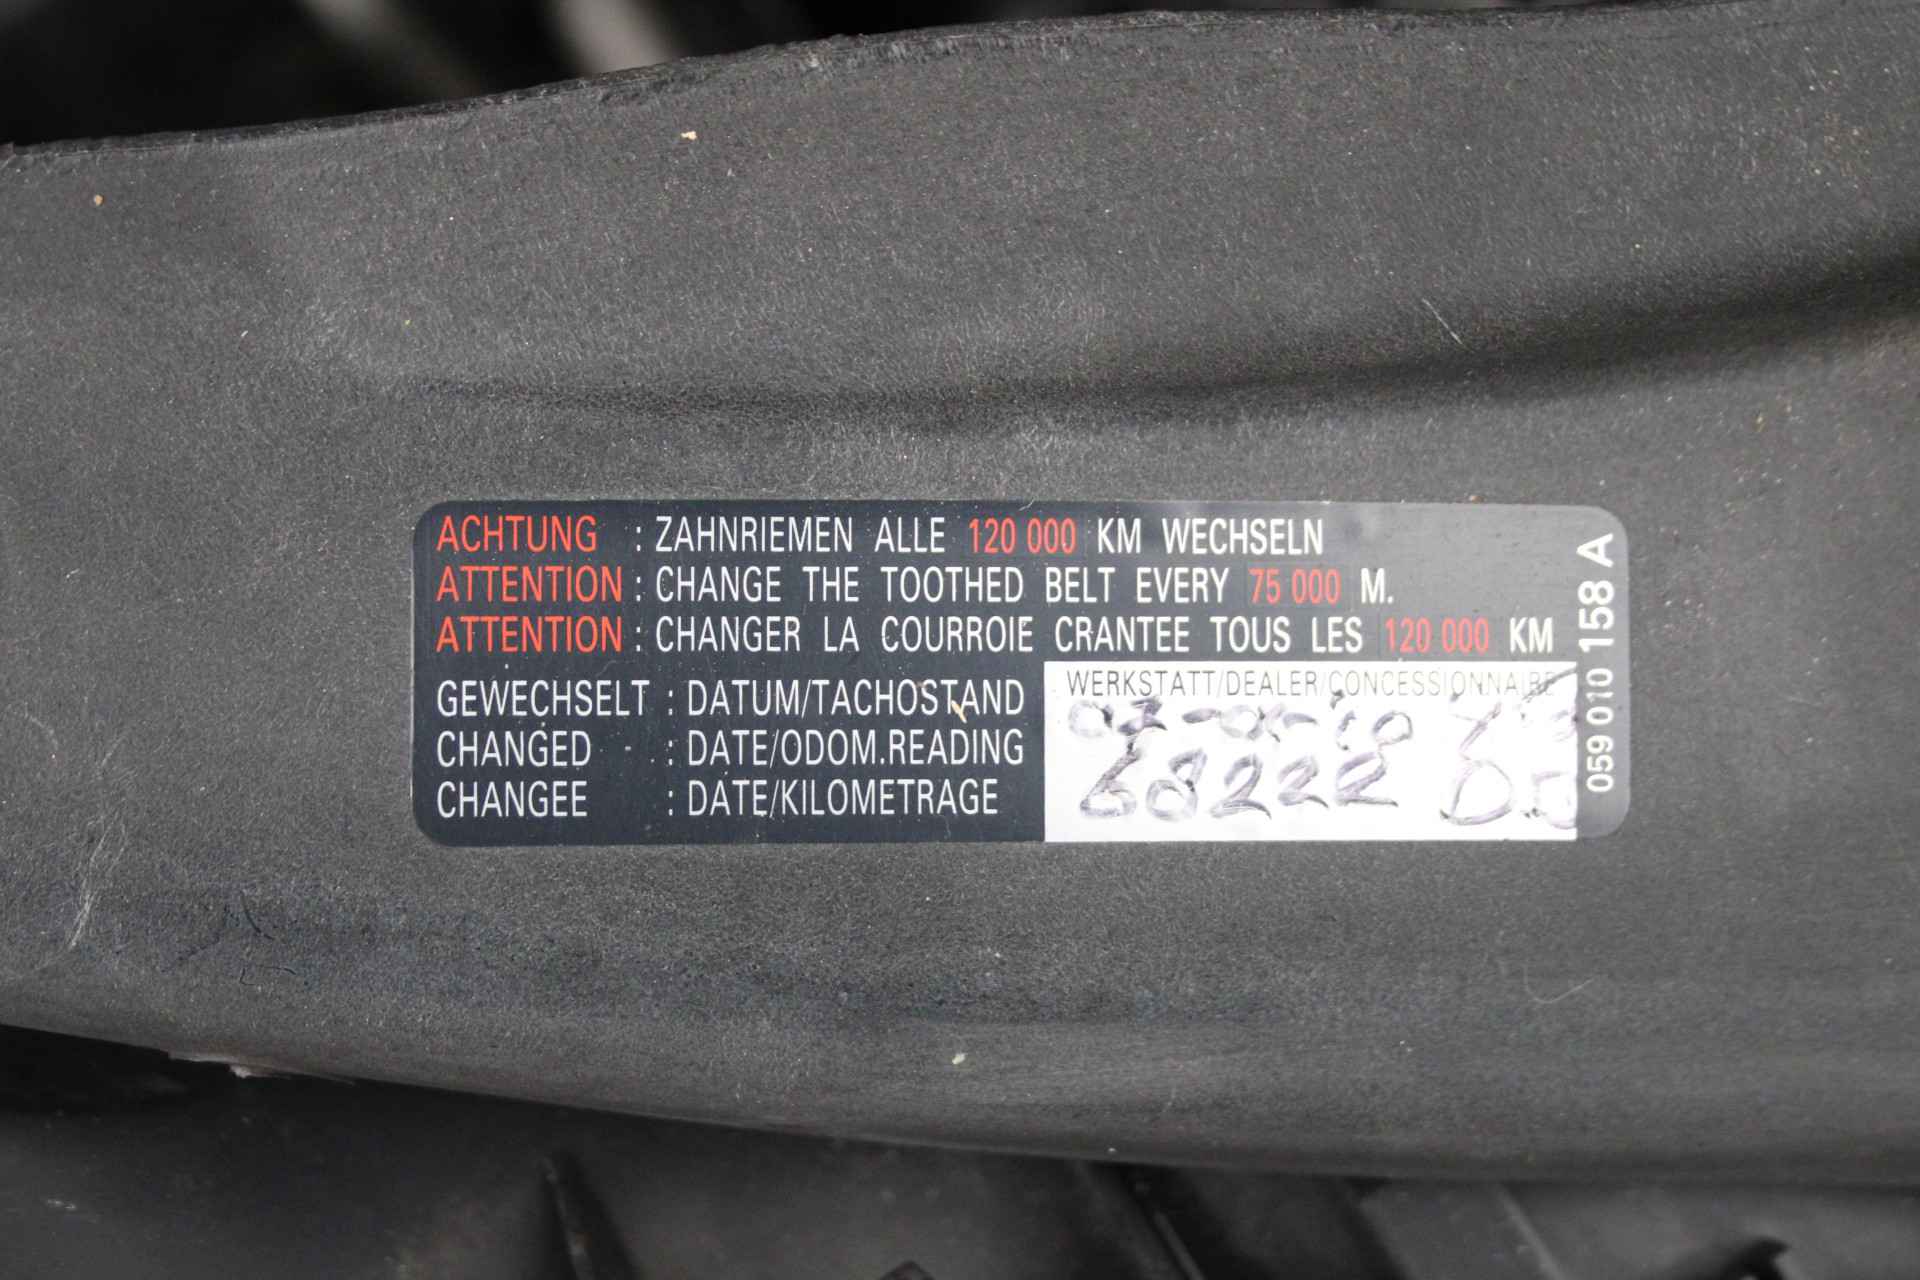 ACHTUNG : ZAHNRIEMEN ALLE 120 000 KM WECHSELN
ATTENTION : CHANGE THE TOOTHED BELT EVERY 75 000 M.
ATTENTION : CHANGER LA COURROIE CRANTEE TOUS LES 120 000 KM
GEWECHSELT : DATUM/TACHOSTAND
CHANGED : DATE/ODOM.READING
CHANGEE : DATE/KILOMETRAGE
WERKSTATT/DEALER/CONCESSIONNAIRE
68222
059 010 158 A